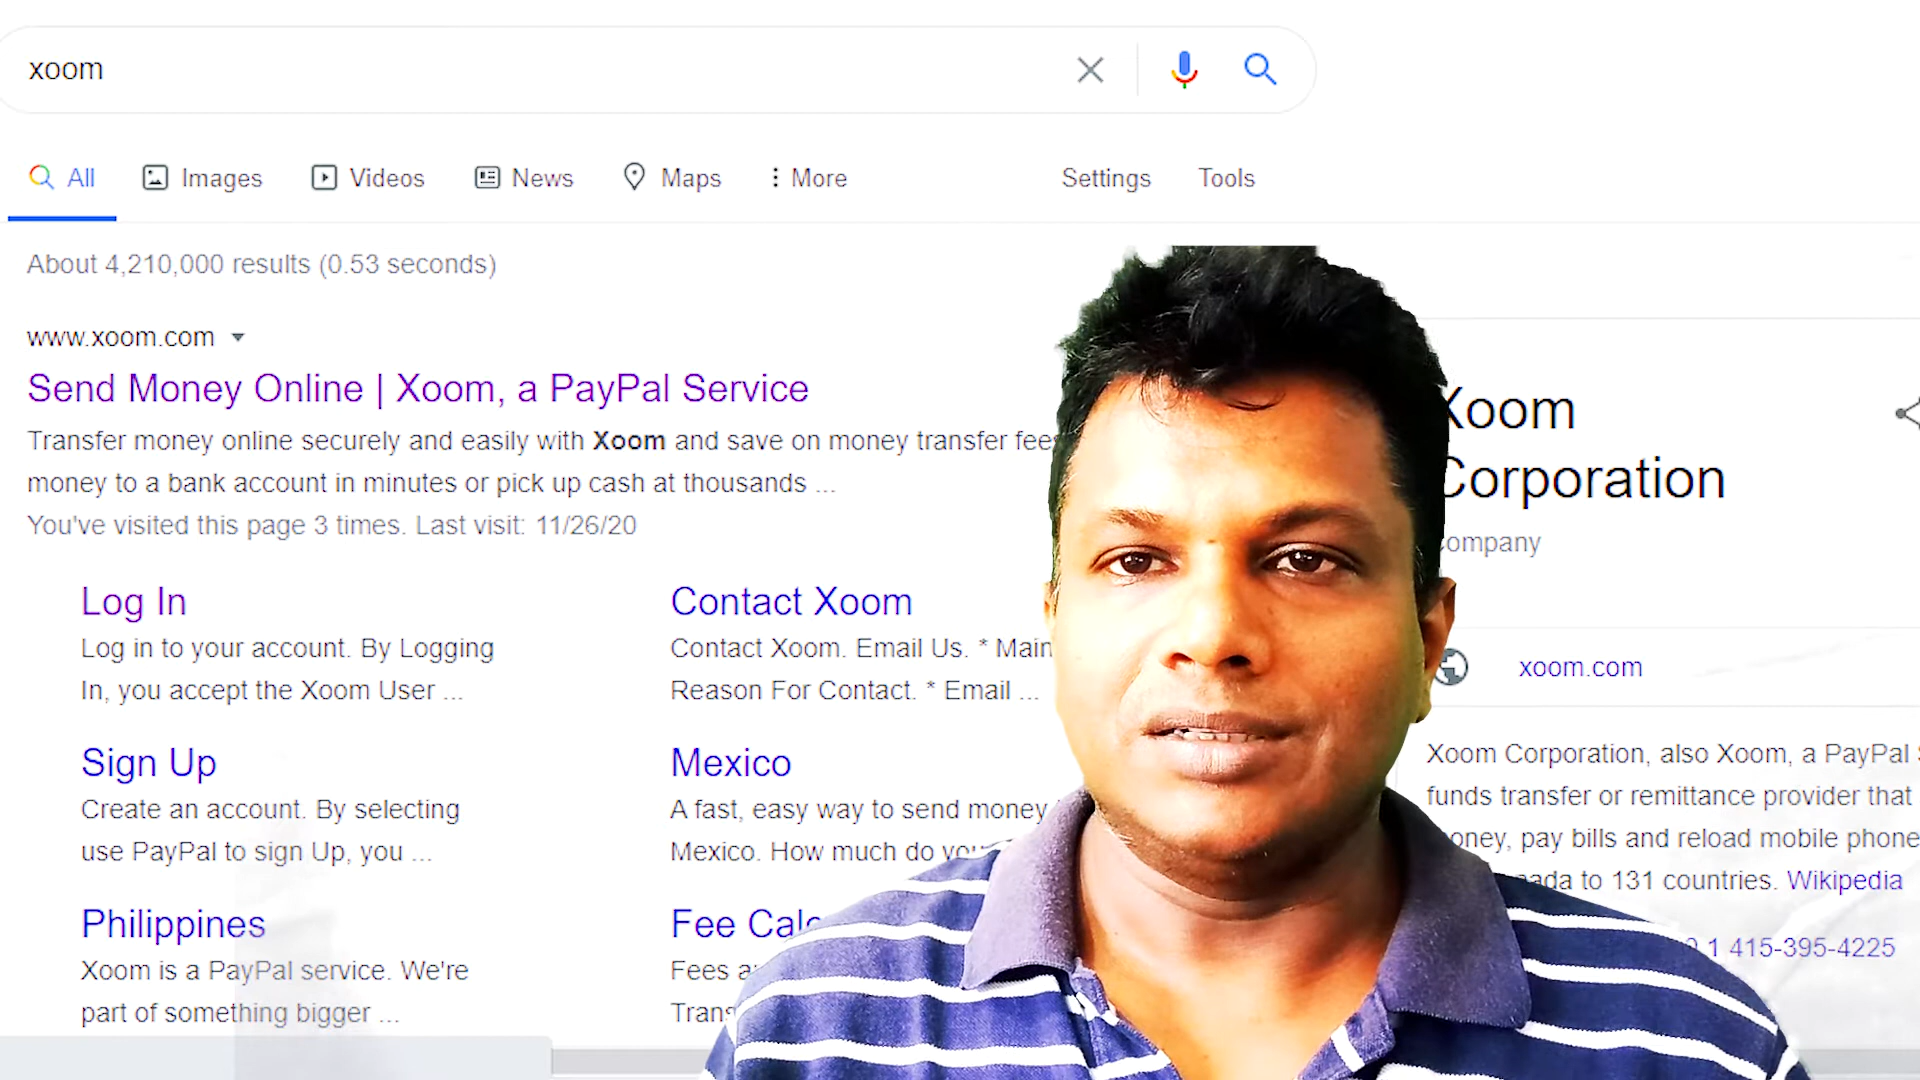 xoom
All Images Videos News Maps More Settings Tools
About 4,210,000 results (0.53 seconds)
www.xoom.com
Send Money Online | Xoom, a PayPal Service
Transfer money online securely and easily with Xoom and save on money transfer fees
money to a bank account in minutes or pick up cash at thousands ...
You've visited this page 3 times. Last visit: 11/26/20
Log In
Log in to your account. By Logging
In, you accept the Xoom User ...
Contact Xoom
Contact Xoom. Email Us. * Main
Reason For Contact. * Email ...
Sign Up
Create an account. By selecting
use PayPal to sign Up, you ...
Mexico
A fast, easy way to send money
Mexico. How much do you
Philippines
Xoom is a PayPal service. We're
part of something bigger ...
Fee Calc
Fees
Trans
Xoom
Corporation
Company
xoom.com
Xoom Corporation, also Xoom, a PayPal
funds transfer or remittance provider that
money, pay bills and reload mobile phone
to 131 countries. Wikipedia
1 415-395-4225